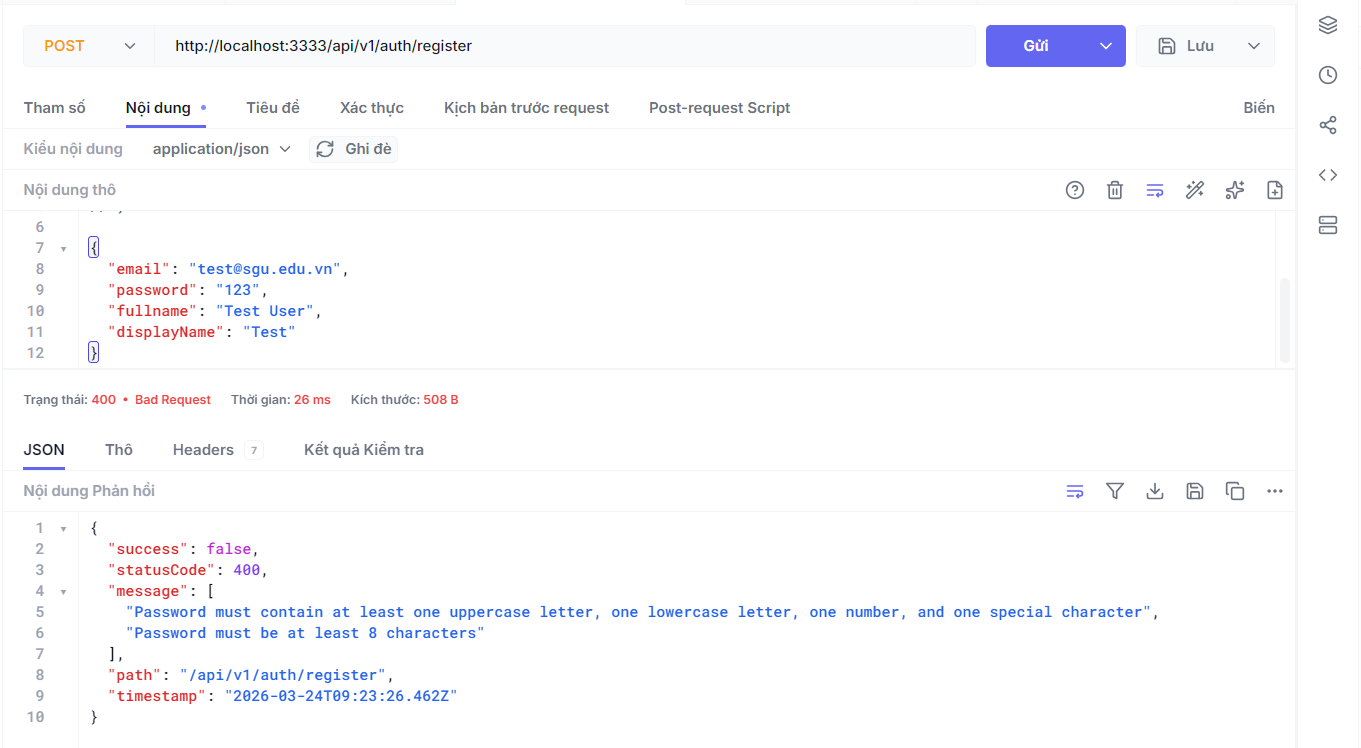 POST http://localhost:3333/api/v1/auth/register Gửi Lưu
Tham số Nội dung Tiêu đề Xác thực Kịch bản trước request Post-request Script Biến
Kiểu nội dung application/json Ghi đè
Nội dung thô
6
7 {
8 "email": "test@sgu.edu.vn",
9 "password": "123",
10 "fullname": "Test User",
11 "displayName": "Test"
12 }
Trạng thái: 400 • Bad Request Thời gian: 26 ms Kích thước: 508 B
JSON Thô Headers 7 Kết quả Kiểm tra
Nội dung Phản hồi
1 {
2 "success": false,
3 "statusCode": 400,
4 "message": [
5 "Password must contain at least one uppercase letter, one lowercase letter, one number, and one special character",
6 "Password must be at least 8 characters"
7 ],
8 "path": "/api/v1/auth/register",
9 "timestamp": "2026-03-24T09:23:26.462Z"
10 }